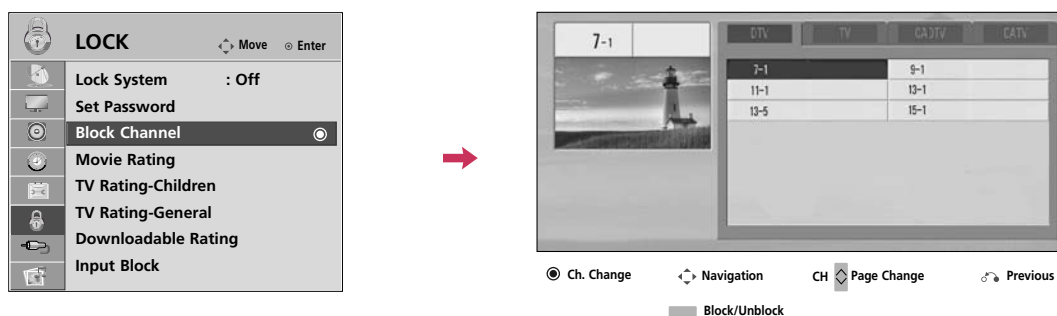 LOCK
Move
Enter
Lock System : Off
Set Password
Block Channel
Movie Rating
TV Rating-Children
TV Rating-General
Downloadable Rating
Input Block
7-1
DTV TV CADTV CATV
7-1 9-1
11-1 13-1
13-5 15-1
Ch. Change
Navigation
CH Page Change
Previous
Block/Unblock